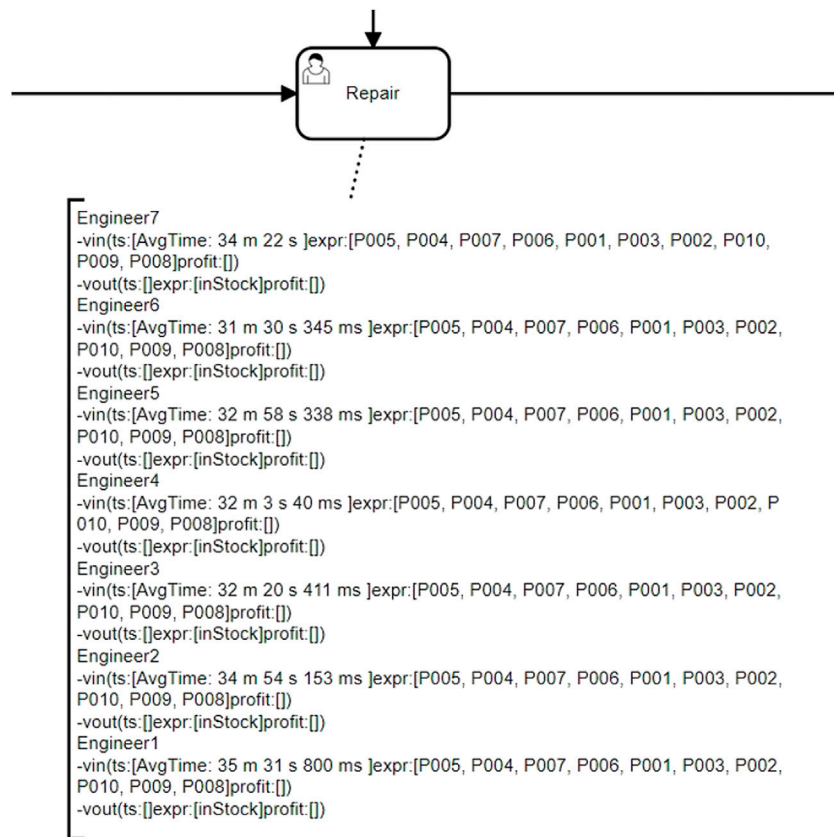 Repair
Engineer7
-vin(ts:[AvgTime: 34 m 22 s ]expr:[P005, P004, P007, P006, P001, P003, P002, P010,
P009, P008]profit:[])
-vout(ts:[]expr:[inStock]profit:[])
Engineer6
-vin(ts:[AvgTime: 31 m 30 s 345 ms ]expr:[P005, P004, P007, P006, P001, P003, P002,
P010, P009, P008]profit:[])
-vout(ts:[]expr:[inStock]profit:[])
Engineer5
-vin(ts:[AvgTime: 32 m 58 s 338 ms ]expr:[P005, P004, P007, P006, P001, P003, P002,
P010, P009, P008]profit:[])
-vout(ts:[]expr:[inStock]profit:[])
Engineer4
-vin(ts:[AvgTime: 32 m 3 s 40 ms ]expr:[P005, P004, P007, P006, P001, P003, P002, P
010, P009, P008]profit:[])
-vout(ts:[]expr:[inStock]profit:[])
Engineer3
-vin(ts:[AvgTime: 32 m 20 s 411 ms ]expr:[P005, P004, P007, P006, P001, P003, P002,
P010, P009, P008]profit:[])
-vout(ts:[]expr:[inStock]profit:[])
Engineer2
-vin(ts:[AvgTime: 34 m 54 s 153 ms ]expr:[P005, P004, P007, P006, P001, P003, P002,
P010, P009, P008]profit:[])
-vout(ts:[]expr:[inStock]profit:[])
Engineer1
-vin(ts:[AvgTime: 35 m 31 s 800 ms ]expr:[P005, P004, P007, P006, P001, P003, P002,
P010, P009, P008]profit:[])
-vout(ts:[]expr:[inStock]profit:[])